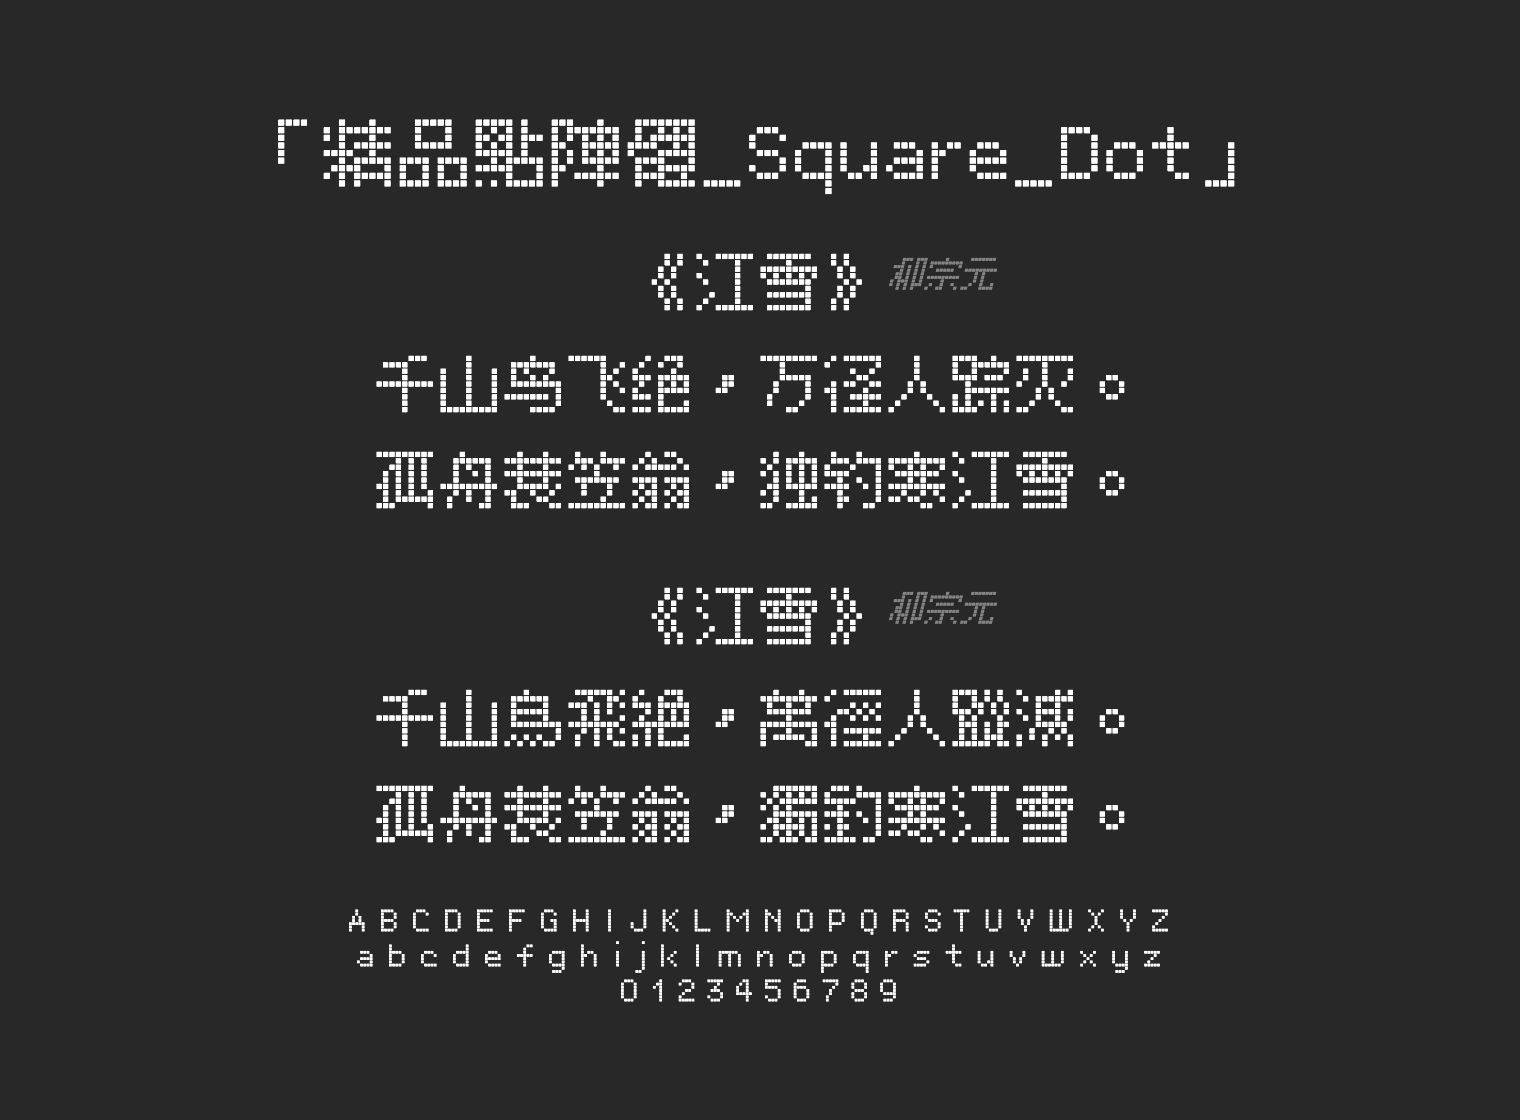 「精品點陣體_Square_Dot」
《江雪》柳宗元
千山鸟飞绝，万径人踪灭。
孤舟蓑笠翁，独钓寒江雪。
《江雪》柳宗元
千山鳥飛絕，萬徑人蹤滅。
孤舟蓑笠翁，獨釣寒江雪。
A B C D E F G H I J K L M N O P Q R S T U V W X Y Z
a b c d e f g h i j k l m n o p q r s t u v w x y z
0 1 2 3 4 5 6 7 8 9